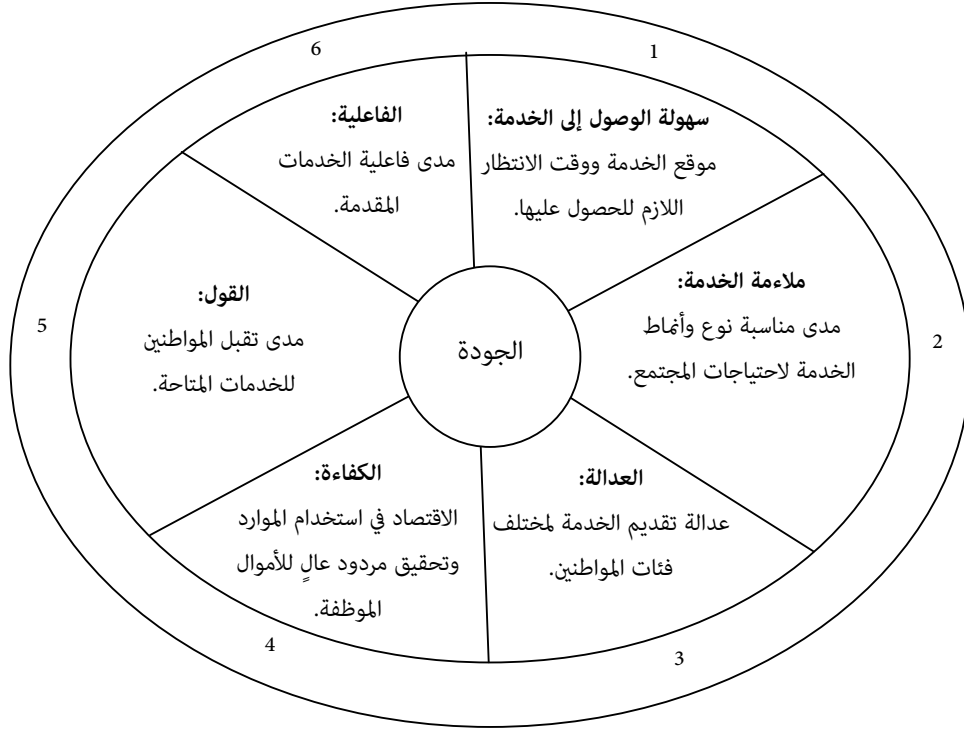 1
سهولة الوصول إلى الخدمة:
موقع الخدمة ووقت الانتظار
اللازم للحصول عليها.
2
ملاءمة الخدمة:
مدى مناسبة نوع وأنماط
الخدمة لاحتياجات المجتمع.
3
العدالة:
عدالة تقديم الخدمة لمختلف
فئات المواطنين.
4
الكفاءة:
الاقتصاد في استخدام الموارد
وتحقيق مردود عالٍ للأموال
الموظفة.
5
القول:
مدى تقبل المواطنين
للخدمات المتاحة.
6
الفاعلية:
مدى فاعلية الخدمات
المقدمة.
الجودة